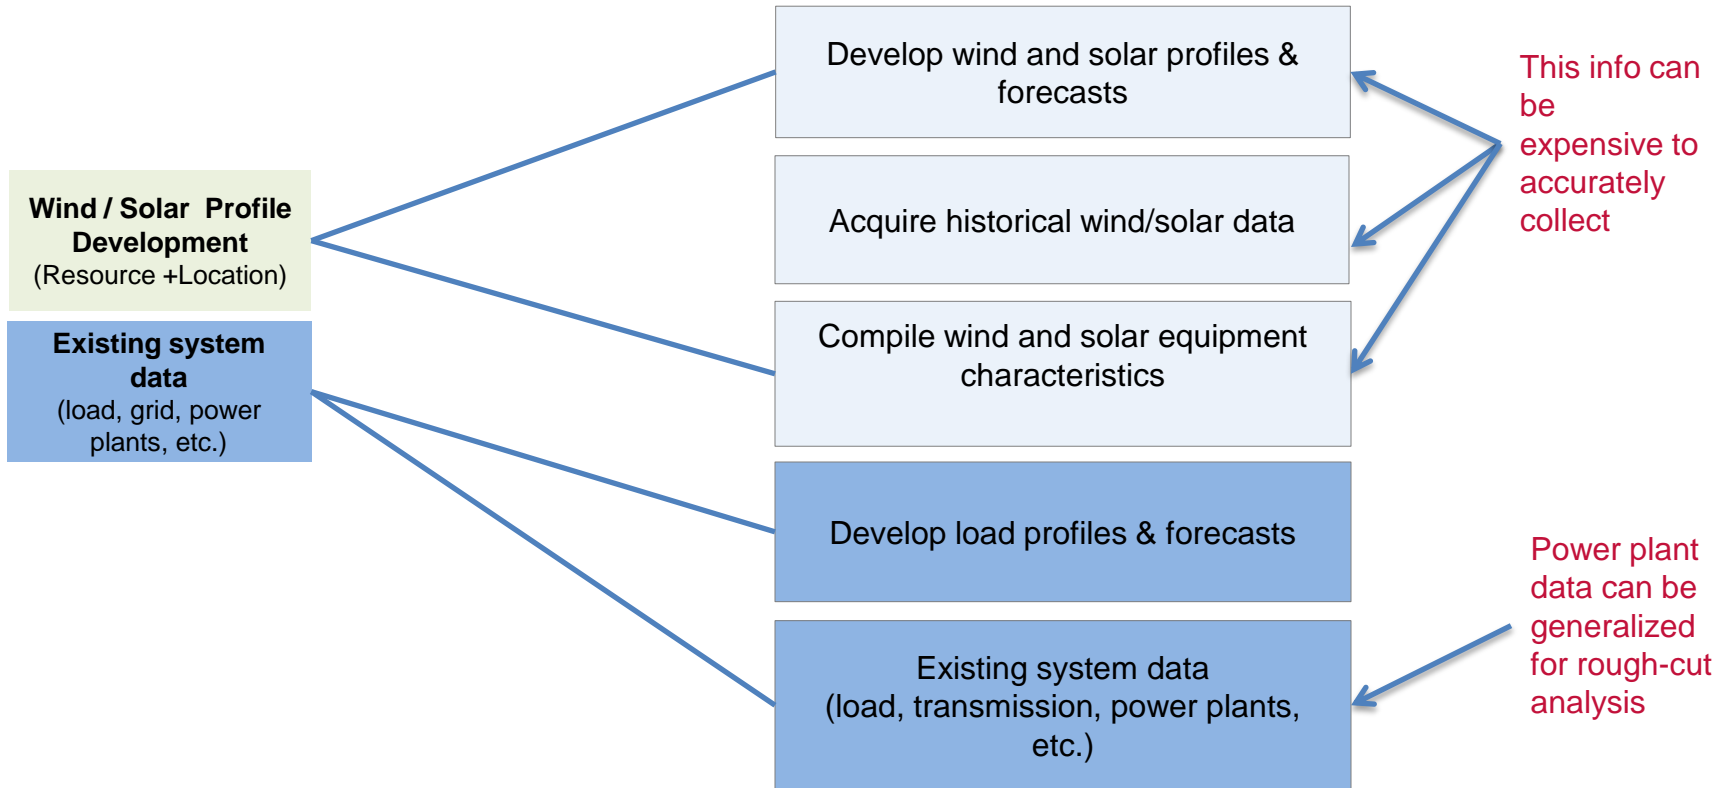 Wind / Solar Profile
Development
(Resource +Location)
Existing system
data
(load, grid, power
plants, etc.)
Develop wind and solar profiles &
forecasts
Acquire historical wind/solar data
Compile wind and solar equipment
characteristics
Develop load profiles & forecasts
Existing system data
(load, transmission, power plants,
etc.)
This info can
be
expensive to
accurately
collect
Power plant
data can be
generalized
for rough-cut
analysis